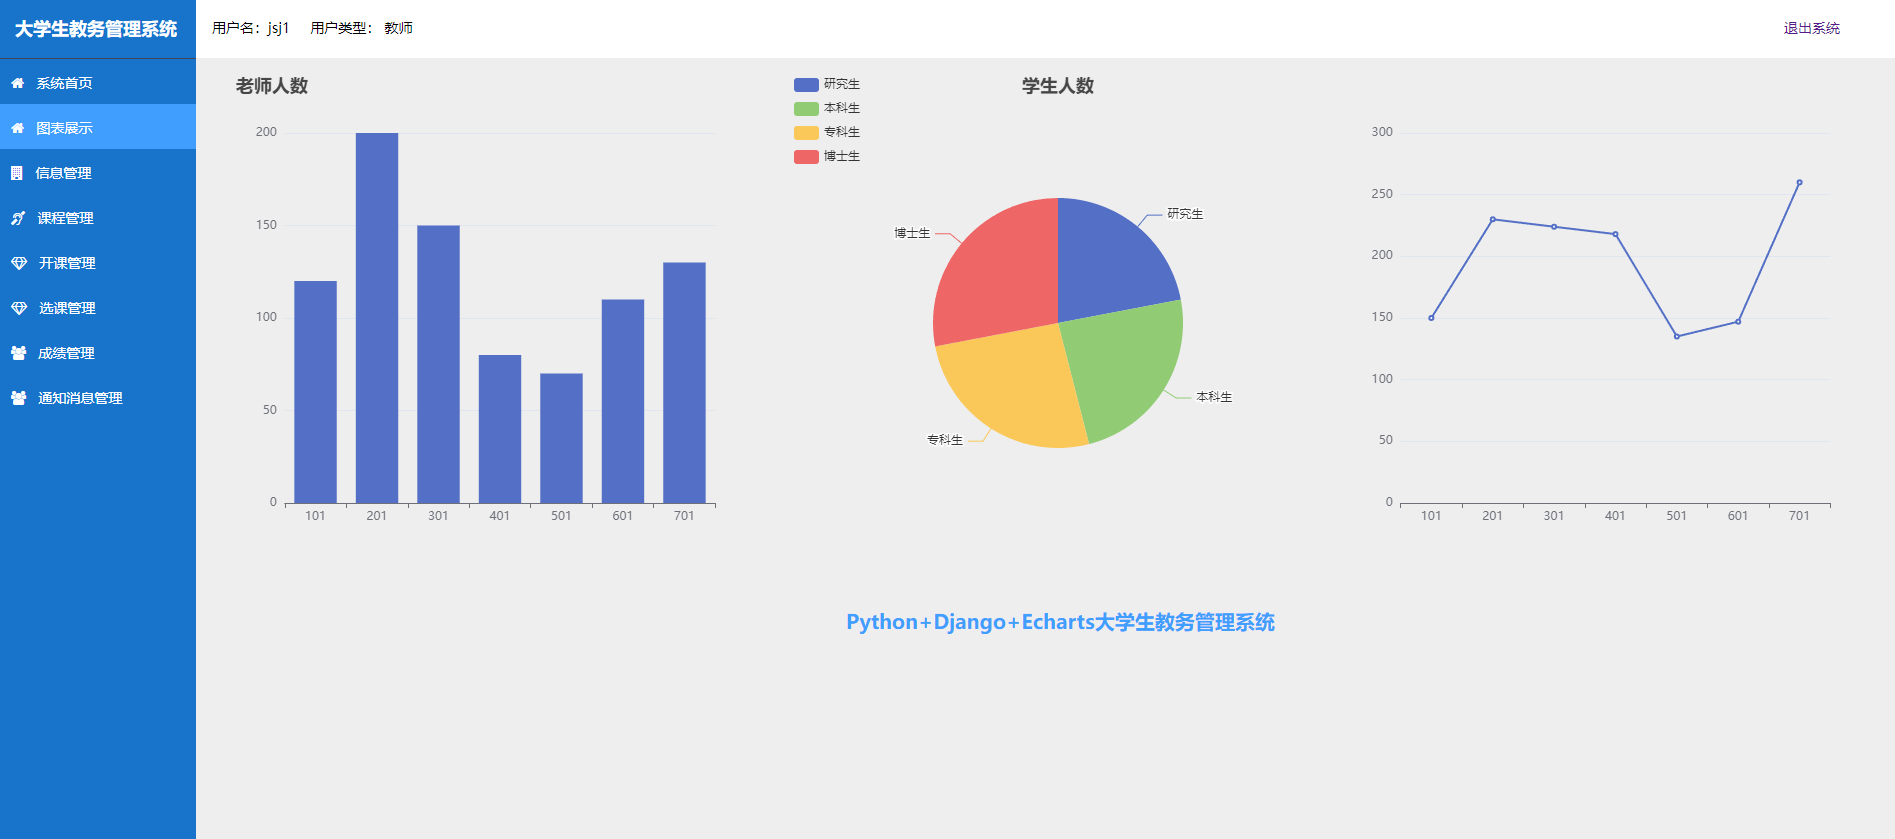 大学生教务管理系统
用户名：jsj1 用户类型： 教师
退出系统
系统首页
图表展示
信息管理
课程管理
开课管理
选课管理
成绩管理
通知消息管理
老师人数
200
150
100
50
0
101 201 301 401 501 601 701
研究生
本科生
专科生
博士生
学生人数
研究生
博士生
本科生
专科生
300
250
200
150
100
50
0
101 201 301 401 501 601 701
Python+Django+Echarts大学生教务管理系统